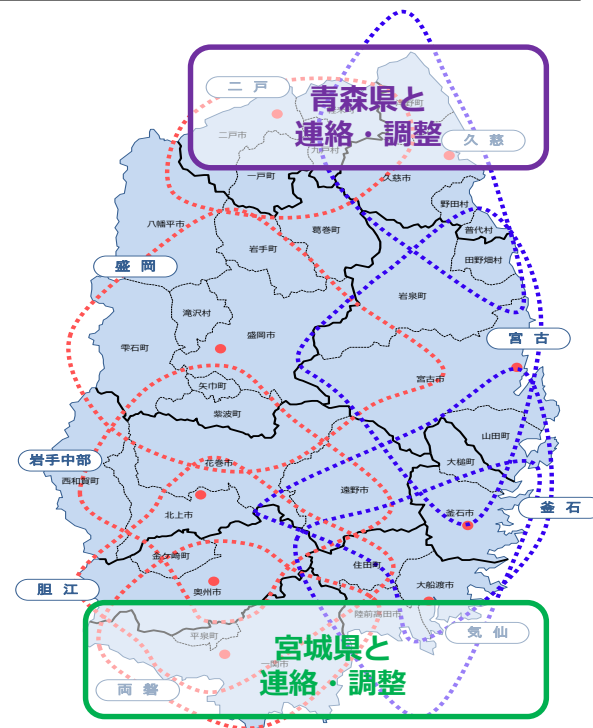 二 戸
青森県と
連絡・調整
野町
二戸市
九戸村
久 慈
一戸町
久慈市
野田村
普代村
八幡平市
葛巻町
岩手町
田野畑村
盛 岡
岩泉町
滝沢村
盛岡市
宮 古
雫石町
矢巾町
宮古市
紫波町
山田町
岩手中部
花巻市
大槌町
西和賀町
遠野市
北上市
釜石市
釜 石
金ケ崎町
住田町
胆 江
奥州市
大船渡市
陸前高田市
平泉町
宮城県と
気 仙
一関市
連絡・調整
両 磐